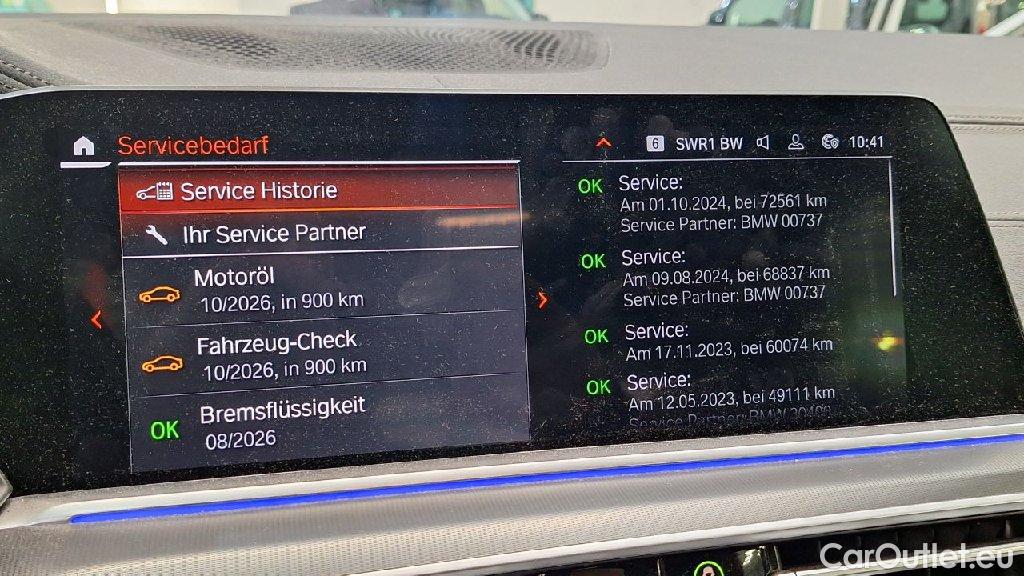 Servicebedarf
6 SWR1 BW 10:41
Service Historie
Ihr Service Partner
Motoröl
10/2026, in 900 km
Fahrzeug-Check
10/2026, in 900 km
OK Bremsflüssigkeit
08/2026
OK Service:
Am 01.10.2024, bei 72561 km
Service Partner: BMW 00737
OK Service:
Am 09.08.2024, bei 68837 km
Service Partner: BMW 00737
OK Service:
Am 17.11.2023, bei 60074 km
OK Service:
Am 12.05.2023, bei 49111 km
Service Partner: BMW
CarOutlet.eu